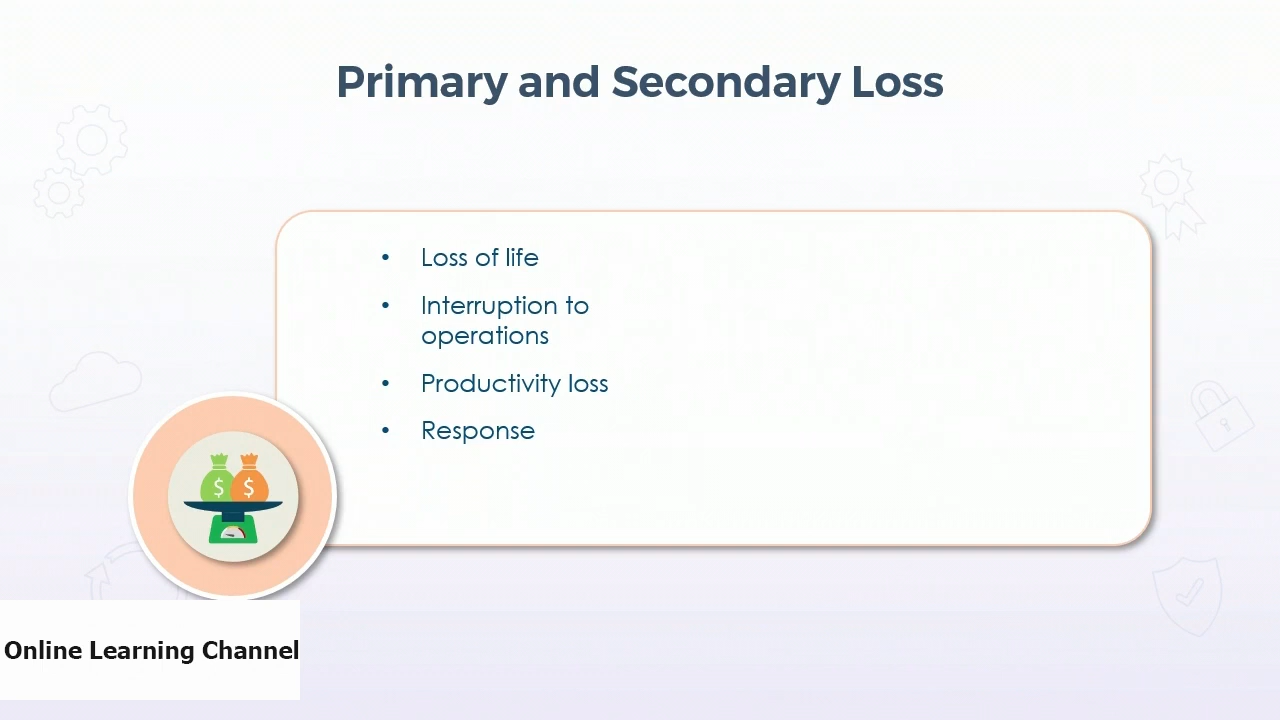 Primary and Secondary Loss
• Loss of life
• Interruption to
operations
• Productivity loss
• Response
$ $
Online Learning Channel